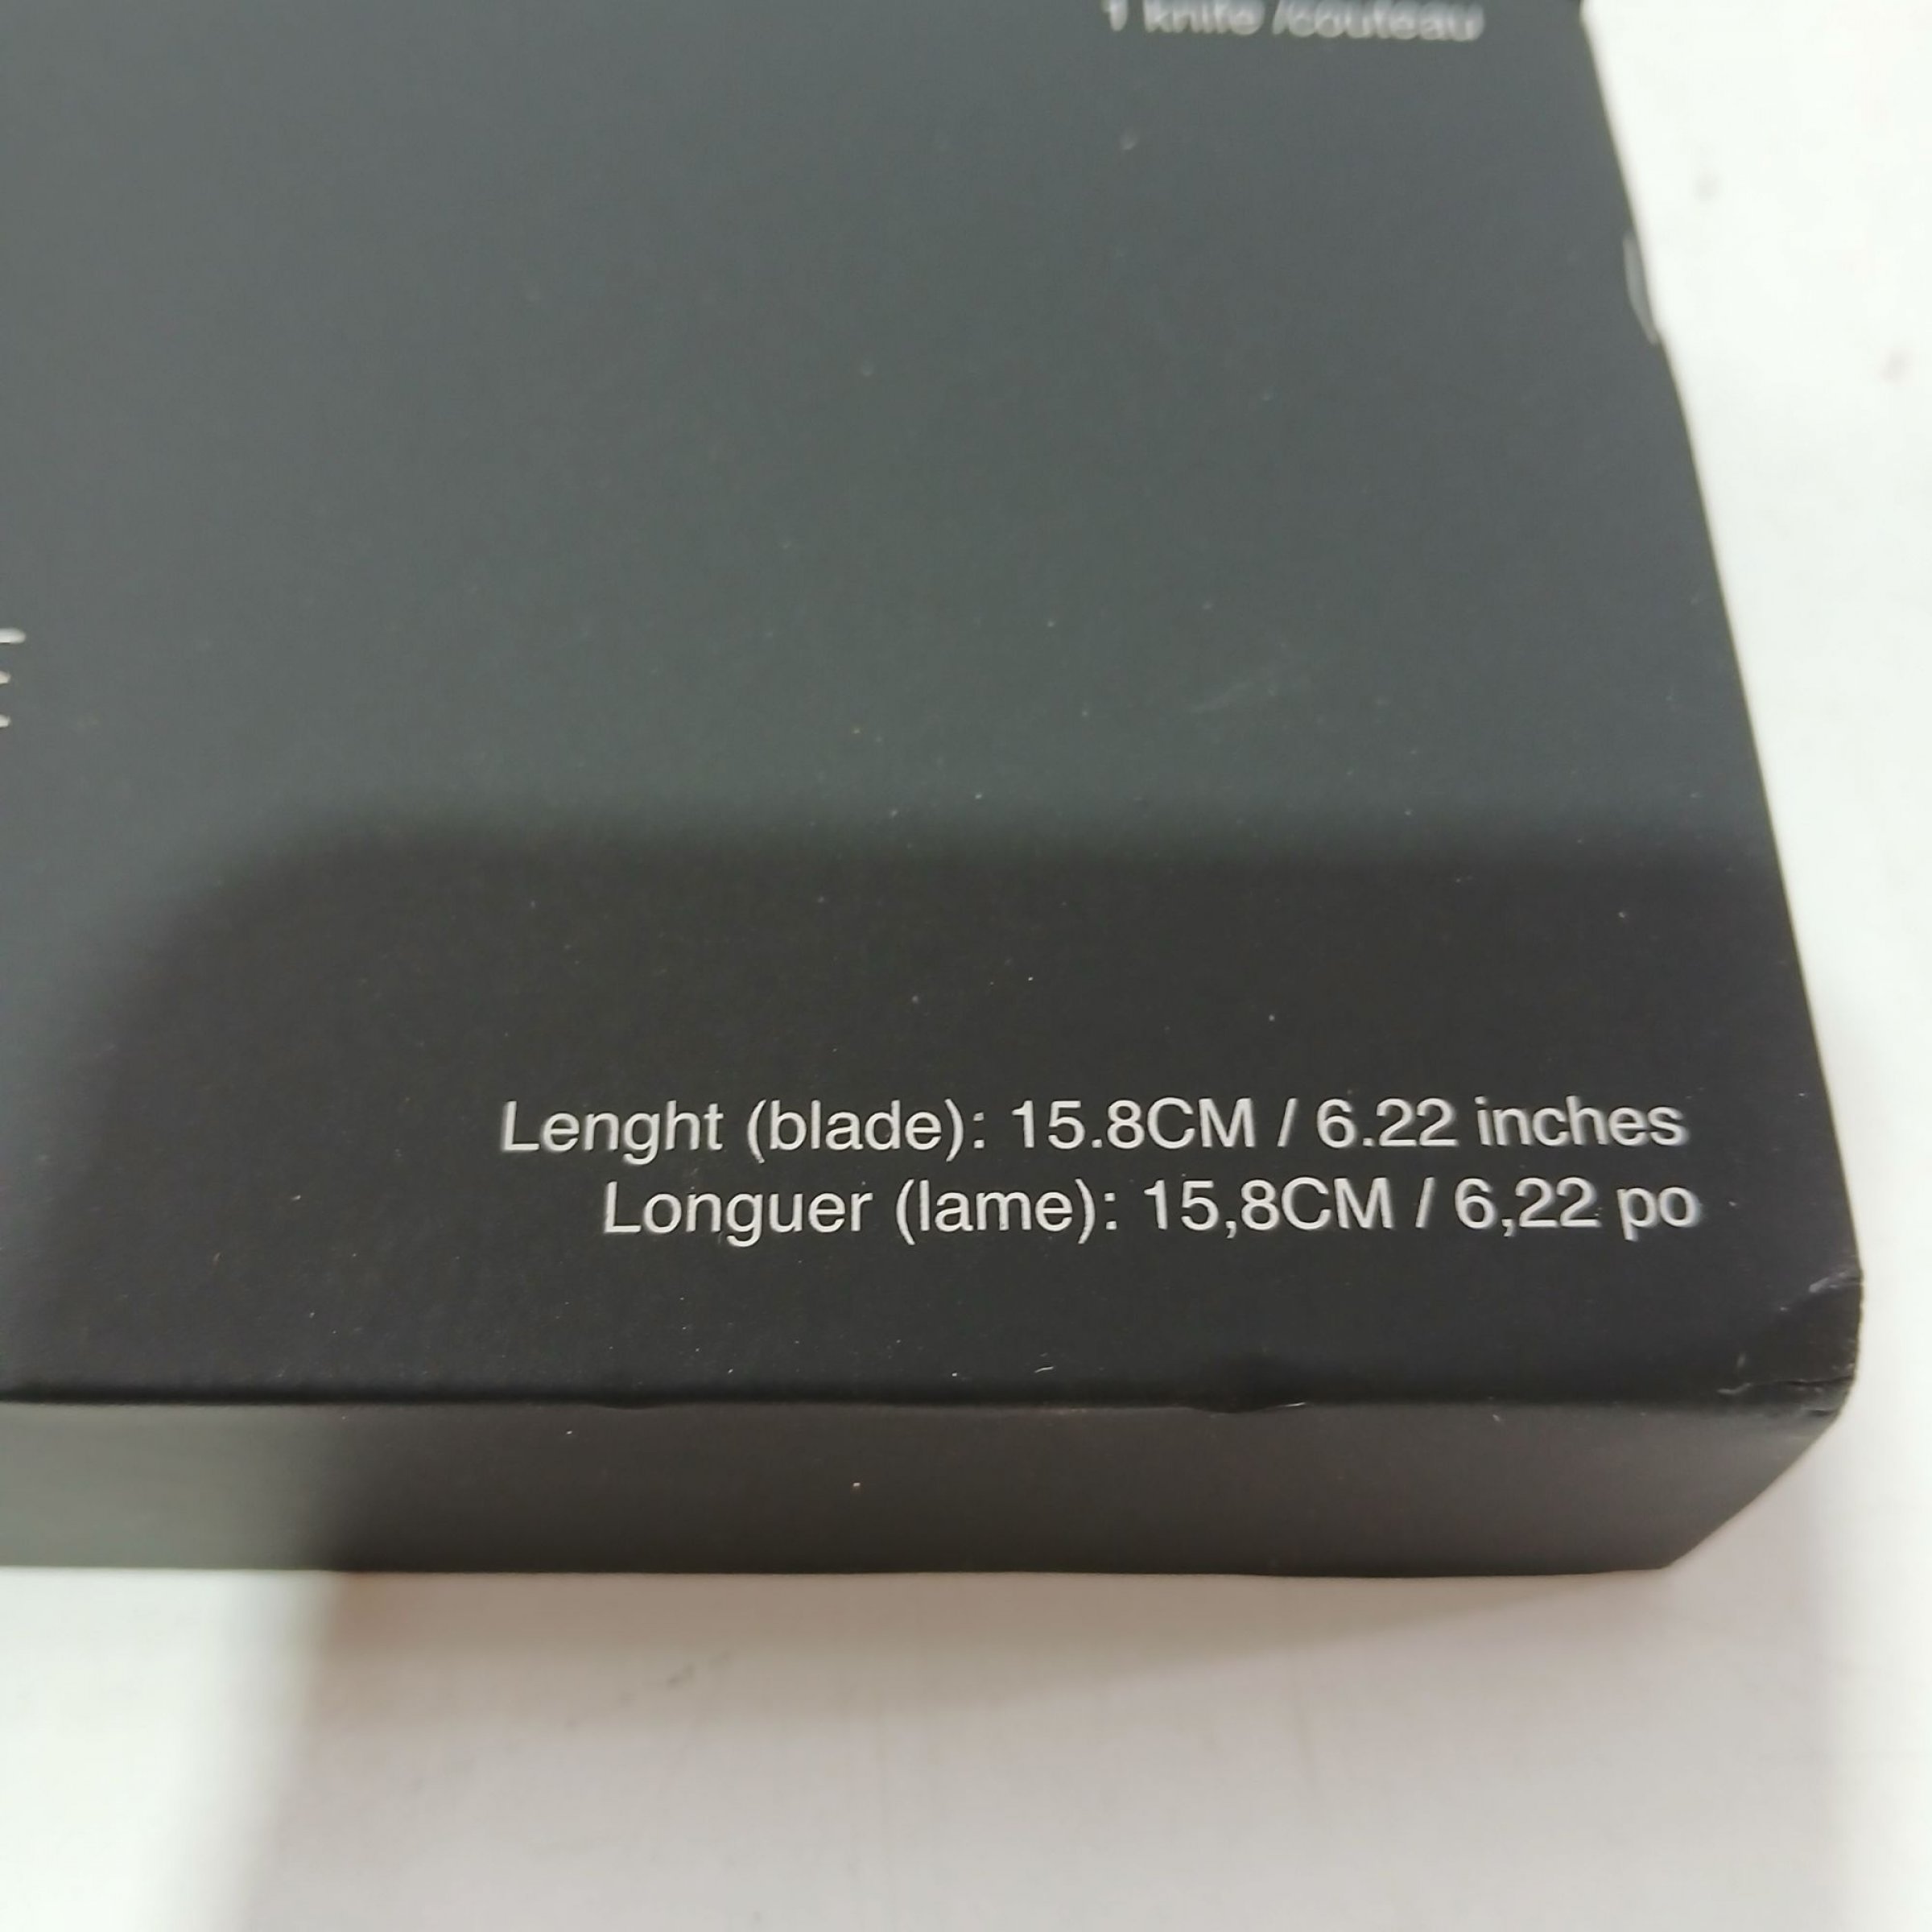 1 knife /couteau
Lenght (blade): 15.8CM / 6.22 inches
Longuer (lame): 15,8CM / 6,22 po